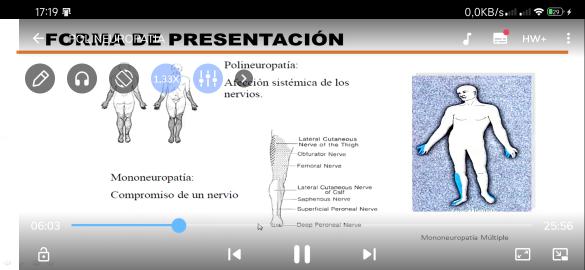 17:19
0,0KB/s
29
POLINEUROPATIA
FORMA DE PRESENTACIÓN
HW+
1.33X
Polineuropatía:
Afección sistémica de los
nervios.
Lateral Cutaneous
Nerve of the Thigh
Obturator Nerve
Femoral Nerve
Mononeuropatía:
Compromiso de un nervio
Lateral Cutaneous Nerve
of Calf
Saphenous Nerve
Superficial Peroneal Nerve
Deep Peroneal Nerve
06:03
25:56
Mononeuropatía Múltiple